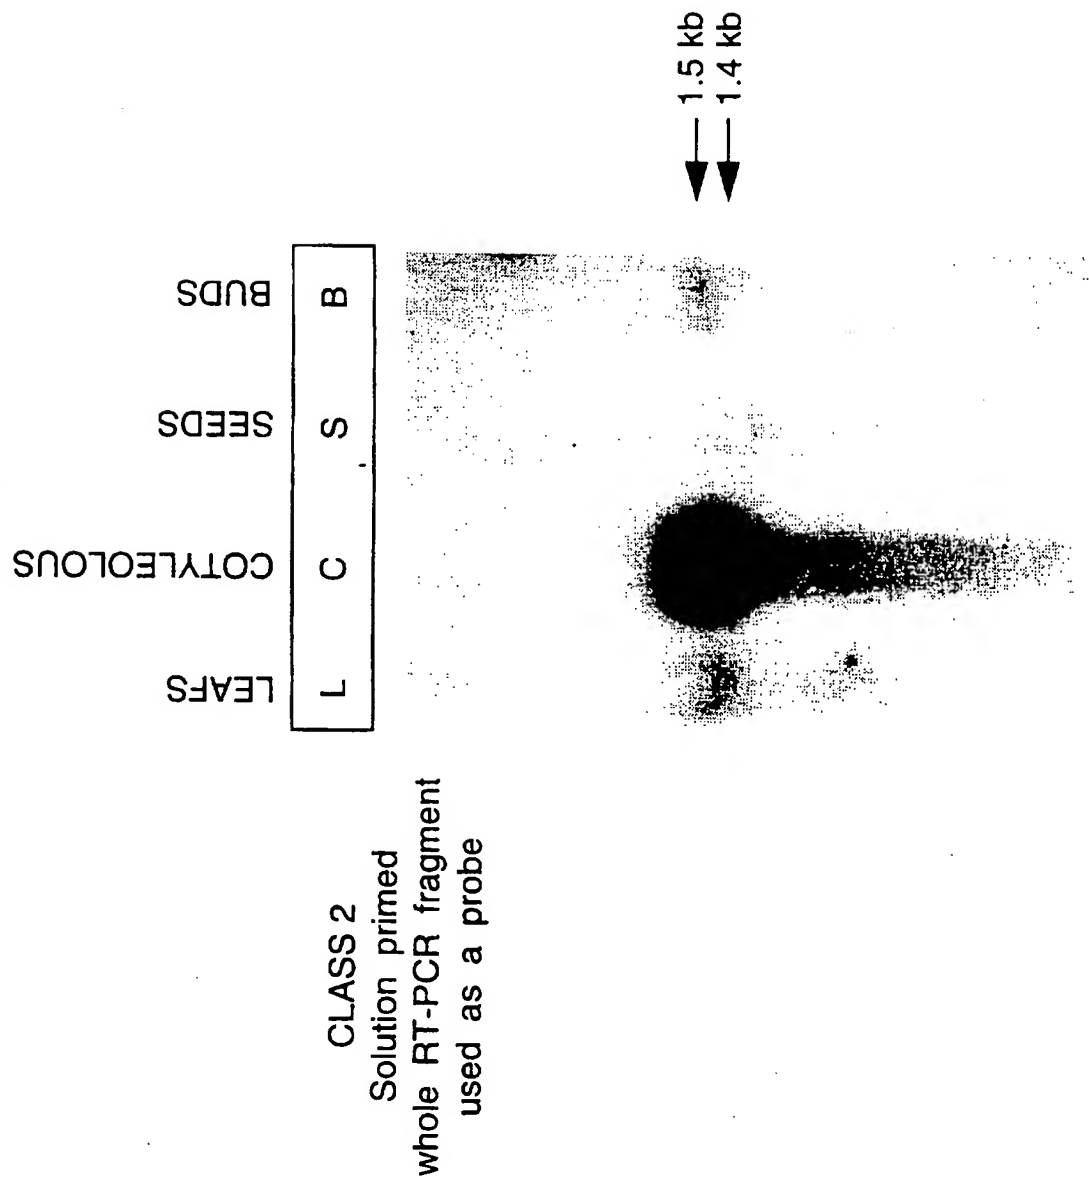 CLASS 2
Solution primed
whole RT-PCR fragment
used as a probe
LEAFS
COTYLEOLOUS
SEEDS
BUDS
L C S B
1.5 kb
1.4 kb